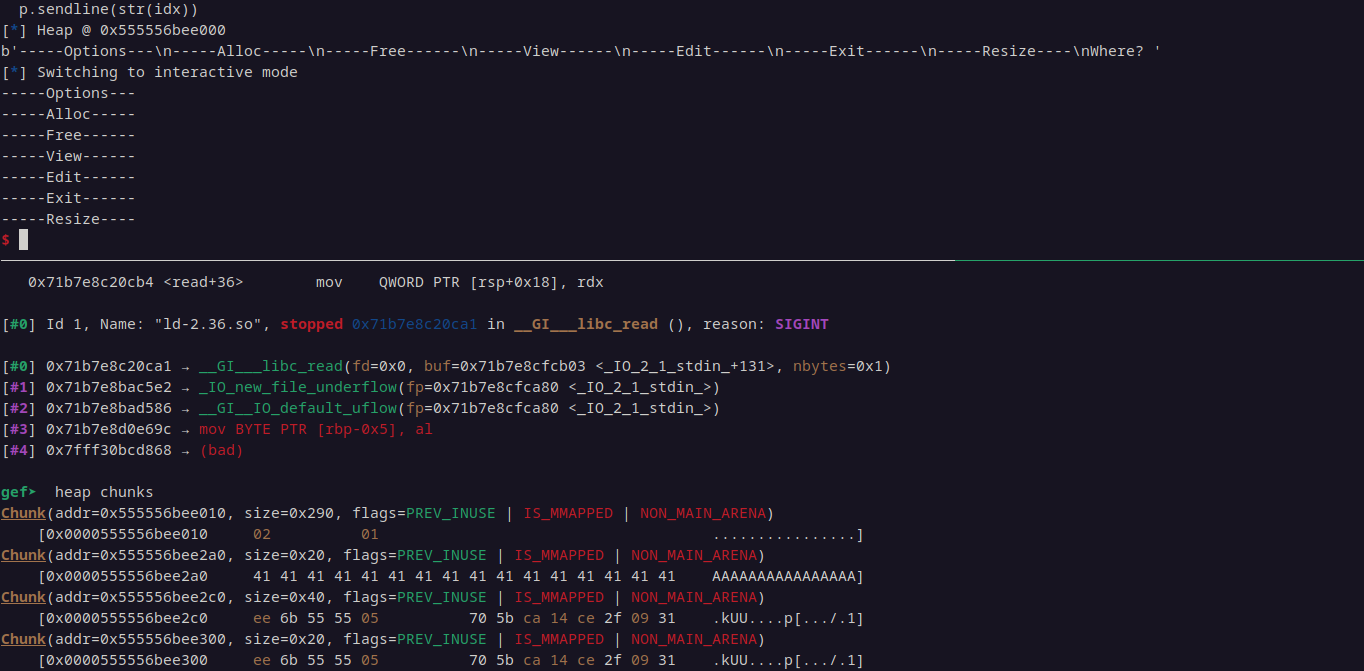 p.sendline(str(idx))
[*] Heap @ 0x555556bee000
b'-----Options---\n-----Alloc-----\n-----Free------\n-----View------\n-----Edit------\n-----Exit------\n-----Resize----\nWhere? '
[*] Switching to interactive mode
-----Options---
-----Alloc-----
-----Free------
-----View------
-----Edit------
-----Exit------
-----Resize----
$
0x71b7e8c20cb4 <read+36> mov QWORD PTR [rsp+0x18], rdx
[#0] Id 1, Name: "ld-2.36.so", stopped 0x71b7e8c20ca1 in __GI___libc_read (), reason: SIGINT
[#0] 0x71b7e8c20ca1 → __GI___libc_read(fd=0x0, buf=0x71b7e8cfcb03 <_IO_2_1_stdin_+131>, nbytes=0x1)
[#1] 0x71b7e8bac5e2 → _IO_new_file_underflow(fp=0x71b7e8cfca80 <_IO_2_1_stdin_>)
[#2] 0x71b7e8bad586 → __GI__IO_default_uflow(fp=0x71b7e8cfca80 <_IO_2_1_stdin_>)
[#3] 0x71b7e8d0e69c → mov BYTE PTR [rbp-0x5], al
[#4] 0x7fff30bcd868 → (bad)
gef➤ heap chunks
Chunk(addr=0x555556bee010, size=0x290, flags=PREV_INUSE | IS_MMAPPED | NON_MAIN_ARENA)
[0x0000555556bee010 02 01 ................]
Chunk(addr=0x555556bee2a0, size=0x20, flags=PREV_INUSE | IS_MMAPPED | NON_MAIN_ARENA)
[0x0000555556bee2a0 41 41 41 41 41 41 41 41 41 41 41 41 41 41 41 41 AAAAAAAAAAAAAAAA]
Chunk(addr=0x555556bee2c0, size=0x40, flags=PREV_INUSE | IS_MMAPPED | NON_MAIN_ARENA)
[0x0000555556bee2c0 ee 6b 55 55 05 70 5b ca 14 ce 2f 09 31 .kUU....p[.../.1]
Chunk(addr=0x555556bee300, size=0x20, flags=PREV_INUSE | IS_MMAPPED | NON_MAIN_ARENA)
[0x0000555556bee300 ee 6b 55 55 05 70 5b ca 14 ce 2f 09 31 .kUU....p[.../.1]